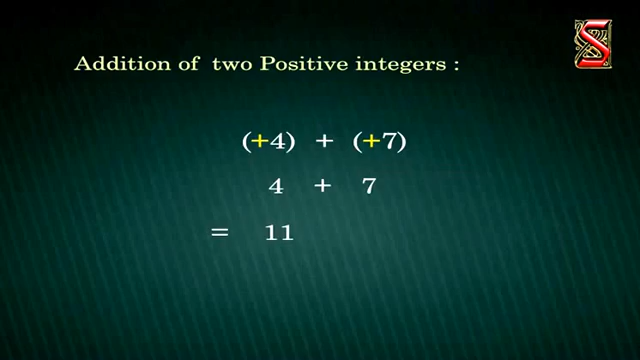 S
Addition of two Positive integers :
(+4) + (+7)
4 + 7
= 11